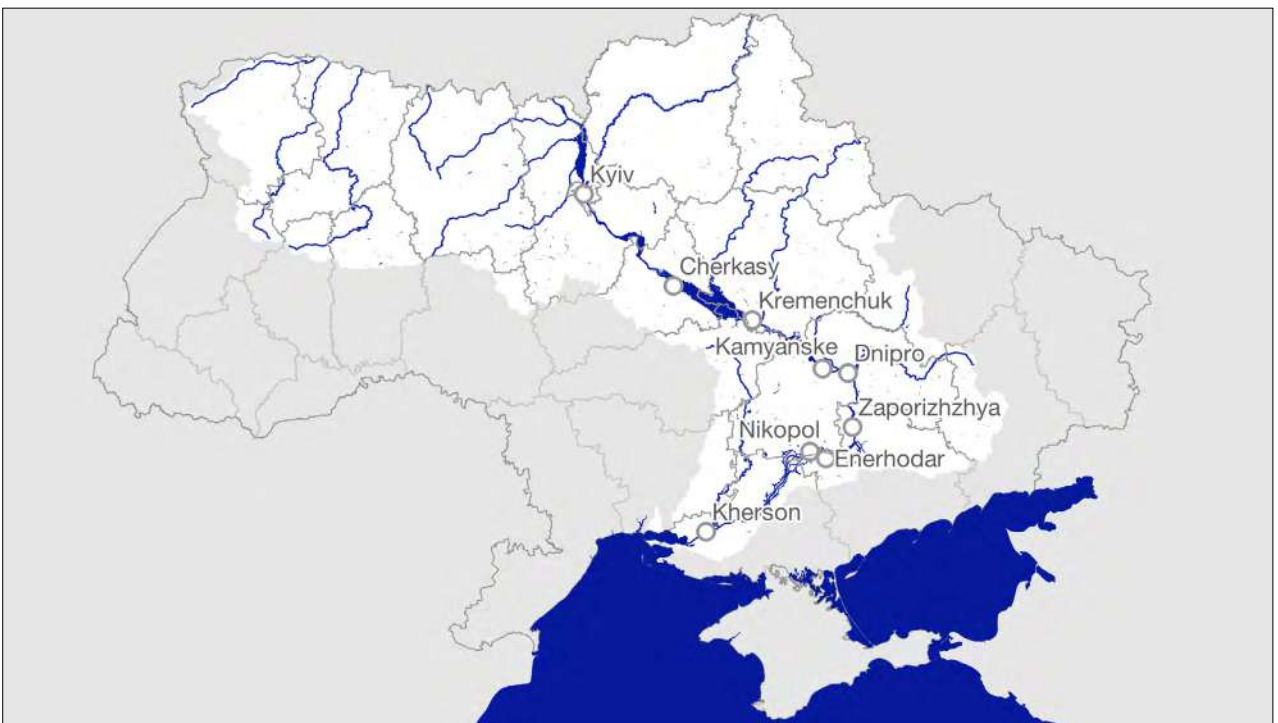 Kyiv
Cherkasy
Kremenchuk
Kamyanske
Dnipro
Zaporizhzhya
Nikopol
Enerhodar
Kherson